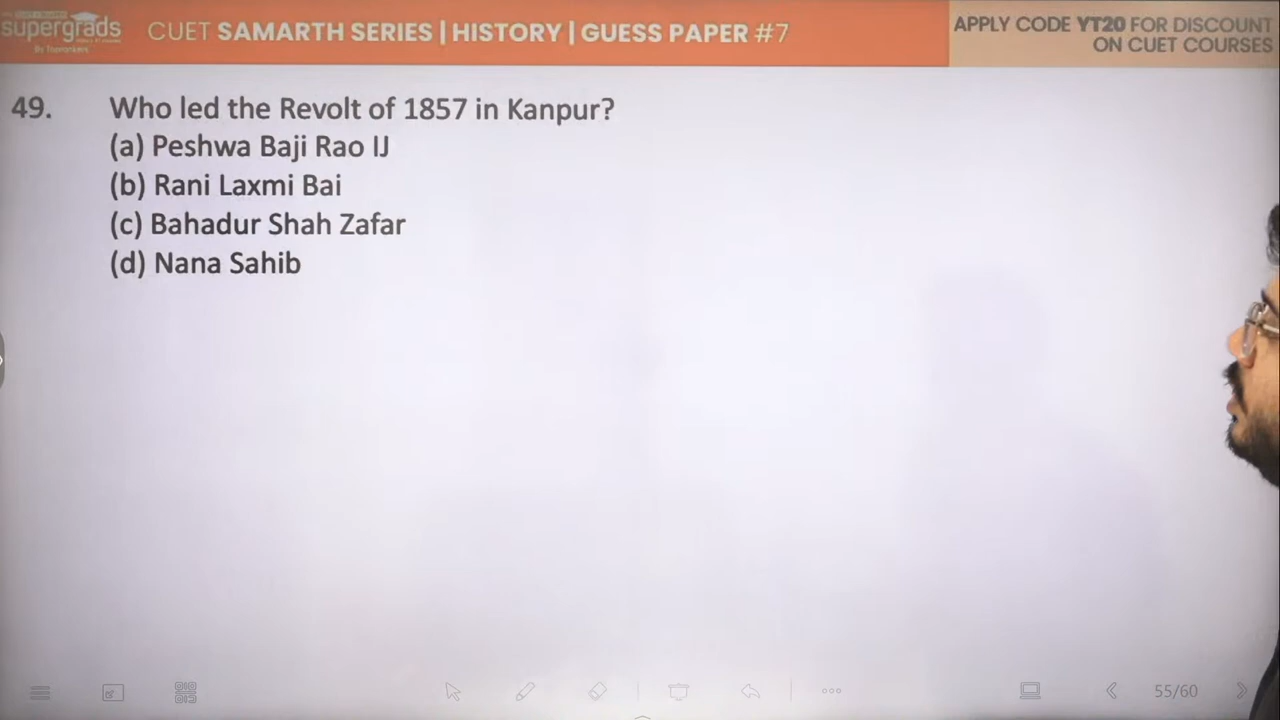 supergrads
By Toprankers
CUET SAMARTH SERIES | HISTORY | GUESS PAPER #7
APPLY CODE YT20 FOR DISCOUNT
ON CUET COURSES
49. Who led the Revolt of 1857 in Kanpur?
(a) Peshwa Baji Rao IJ
(b) Rani Laxmi Bai
(c) Bahadur Shah Zafar
(d) Nana Sahib
55/60